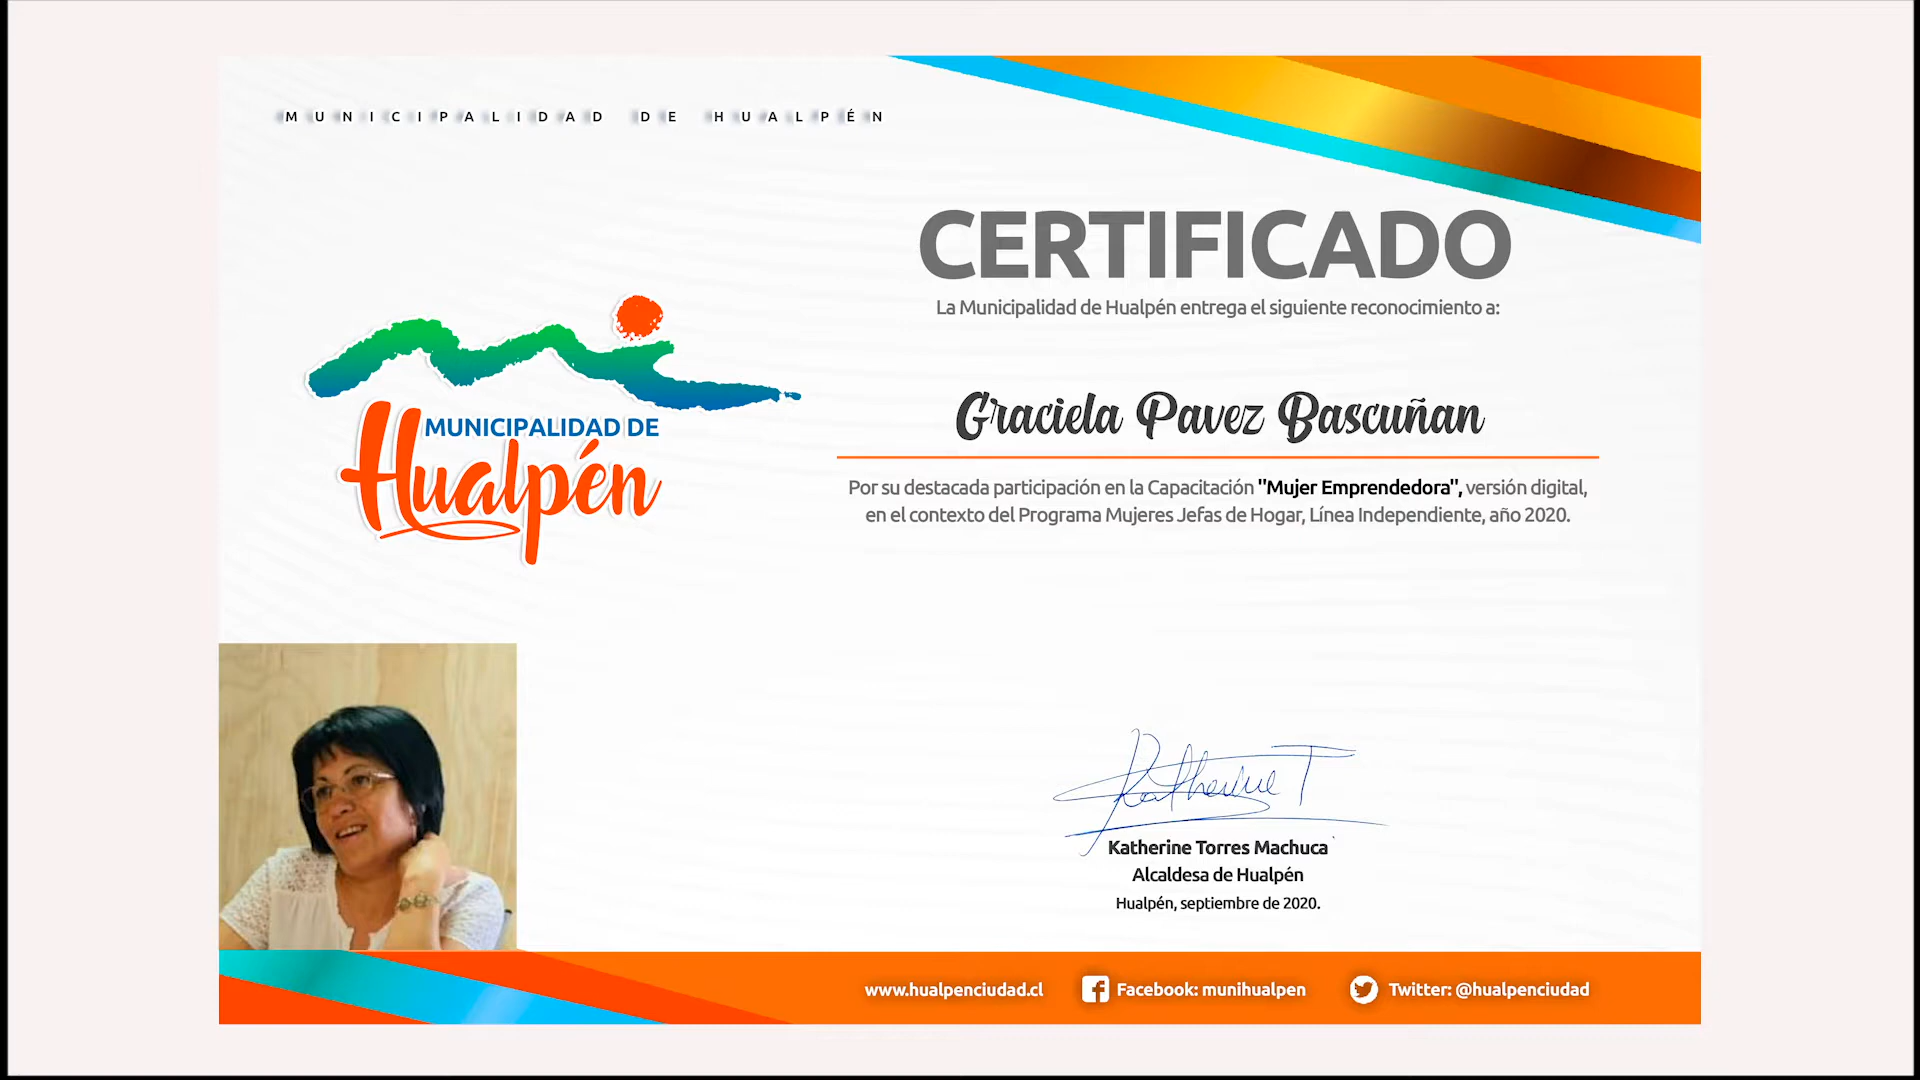 MUNICIPALIDAD DE HUALPÉN
CERTIFICADO
La Municipalidad de Hualpén entrega el siguiente reconocimiento a:
MUNICIPALIDAD DE
Hualpén
Graciela Pavez Bascuñan
Por su destacada participación en la Capacitación "Mujer Emprendedora", versión digital,
en el contexto del Programa Mujeres Jefas de Hogar, Línea Independiente, año 2020.
Katherine T
Katherine Torres Machuca
Alcaldesa de Hualpén
Hualpén, septiembre de 2020.
www.hualpenciudad.cl Facebook: munihualpen Twitter: @hualpenciudad